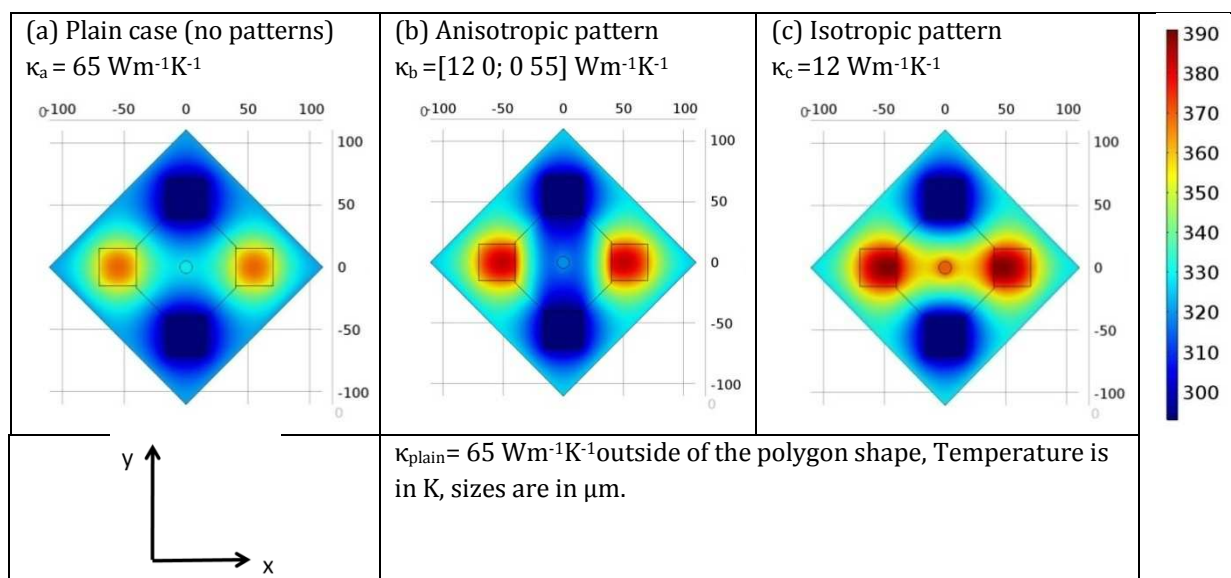 (a) Plain case (no patterns)
κa = 65 Wm-1K-1
(b) Anisotropic pattern
κb =[12 0; 0 55] Wm-1K-1
(c) Isotropic pattern
κc =12 Wm-1K-1
0 -100 -50 0 50 100
100
50
0
-50
-100
0
0 -100 -50 0 50 100
100
50
0
-50
-100
0
0 -100 -50 0 50 100
100
50
0
-50
-100
0
390
380
370
360
350
340
330
320
310
300
y
x
κplain= 65 Wm-1K-1outside of the polygon shape, Temperature is
in K, sizes are in μm.